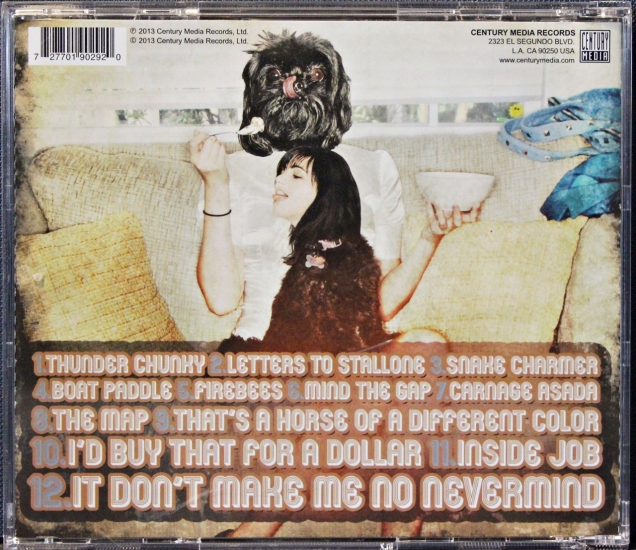 7 27701 90292 0
℗ 2013 Century Media Records, Ltd.
© 2013 Century Media Records, Ltd.
CENTURY MEDIA RECORDS
2323 EL SEGUNDO BLVD.
L.A. CA 90250 USA
www.centurymedia.com
CENTURY
MEDIA
1.THUNDER CHUNKY 2.LETTERS TO STALLONE 3.SNAKE CHARMER
4.BOAT PADDLE 5.FIREBEES 6.MIND THE GAP 7.CARNAGE ASADA
8.THE MAP 9.THAT'S A HORSE OF A DIFFERENT COLOR
10.I'D BUY THAT FOR A DOLLAR 11.INSIDE JOB
12.IT DON'T MAKE ME NO NEVERMIND